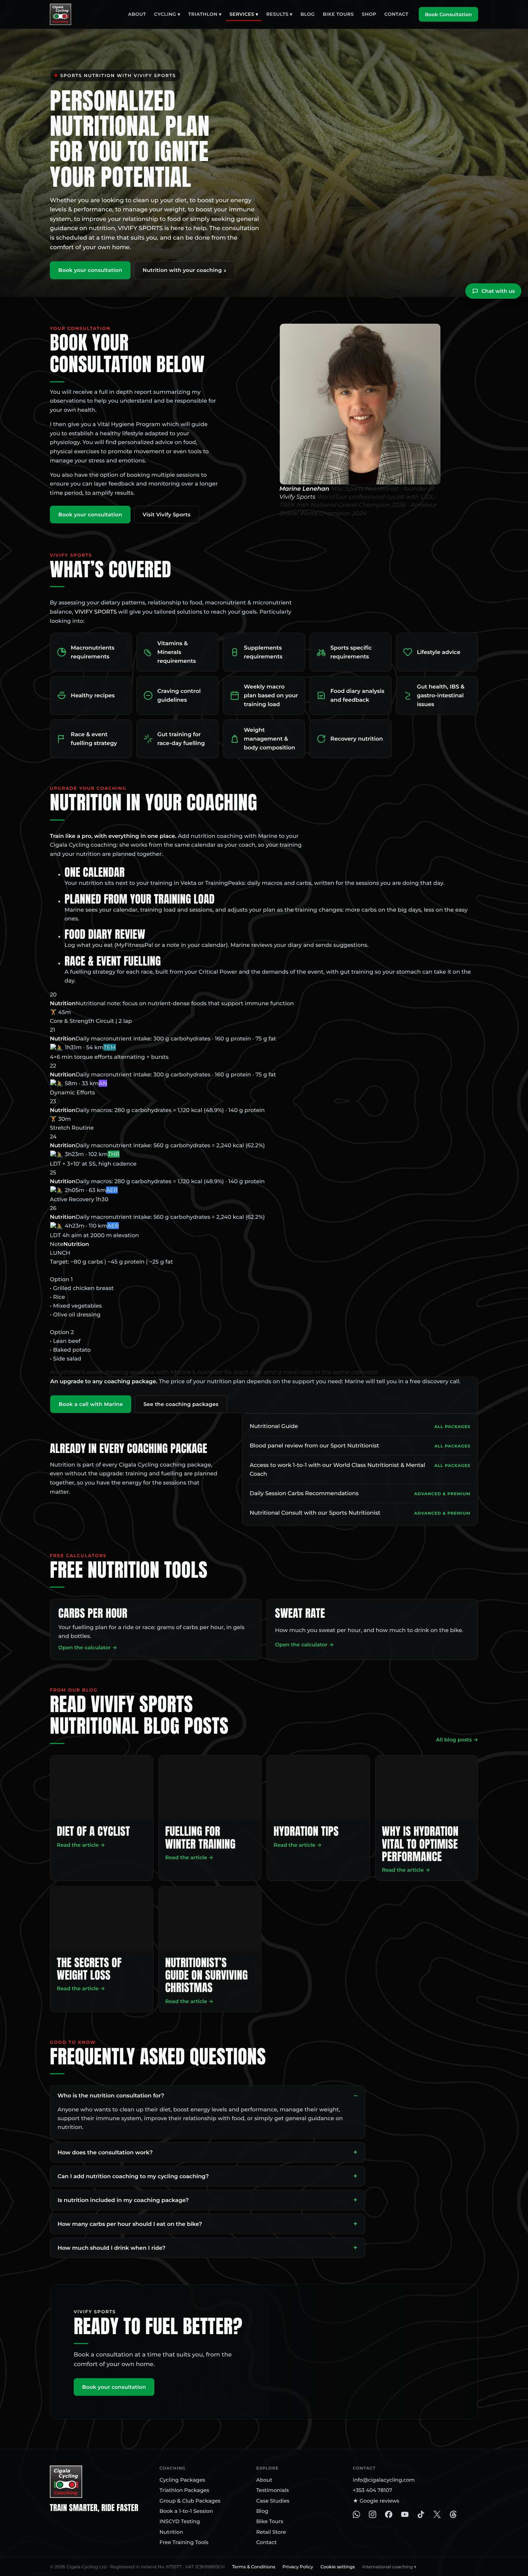 Cigala
Cycling
Coaching
ABOUT CYCLING ▾ TRIATHLON ▾ SERVICES ▾ RESULTS ▾ BLOG BIKE TOURS SHOP CONTACT Book Consultation
SPORTS NUTRITION WITH VIVIFY SPORTS
PERSONALIZED
NUTRITIONAL PLAN
FOR YOU TO IGNITE
YOUR POTENTIAL
Whether you are looking to clean up your diet, to boost your energy
levels & performance, to manage your weight, to boost your immune
system, to improve your relationship to food or simply seeking general
guidance on nutrition, VIVIFY SPORTS is here to help. The consultation
is scheduled at a time that suits you, and can be done from the
comfort of your own home.
Book your consultation Nutrition with your coaching ↓
Chat with us
YOUR CONSULTATION
BOOK YOUR
CONSULTATION BELOW
You will receive a full in depth report summarizing my
observations to help you understand and be responsible for
your own health.
I then give you a Vital Hygiene Program which will guide
you to establish a healthy lifestyle adapted to your
physiology. You will find personalized advice on food,
physical exercises to promote movement or even tools to
manage your stress and emotions.
You also have the option of booking multiple sessions to
ensure you can layer feedback and monitoring over a longer
time period, to amplify results.
Book your consultation Visit Vivify Sports
Marine Lenehan
Vivify Sports
VIVIFY SPORTS
WHAT'S COVERED
By assessing your dietary patterns, relationship to food, macronutrient & micronutrient
balance, VIVIFY SPORTS will give you tailored solutions to reach your goals. Particularly
looking into:
Macronutrients
requirements
Vitamins &
Minerals
requirements
Supplements
requirements
Sports specific
requirements
Lifestyle advice
Healthy recipes
Craving control
guidelines
Weekly macro
plan based on your
training load
Food diary analysis
and feedback
Gut health, IBS &
gastro-intestinal
issues
Race & event
fuelling strategy
Gut training for
race-day fuelling
Weight
management &
body composition
Recovery nutrition
UPGRADE YOUR COACHING
NUTRITION IN YOUR COACHING
Train like a pro, with everything in one place. Add nutrition coaching with Marine to your
Cigala Cycling coaching: she works from the same calendar as your coach, so your training
and your nutrition are planned together.
ONE CALENDAR
Your nutrition sits next to your training in Vekta or TrainingPeaks: daily macros and carbs, written for the sessions you are doing that day.
PLANNED FROM YOUR TRAINING LOAD
Marine sees your calendar, training load and sessions, and adjusts your plan as the training changes: more carbs on the big days, less on the easy
ones.
FOOD DIARY REVIEW
Log what you eat (MyFitnessPal or a note in your calendar). Marine reviews your diary and sends suggestions.
RACE & EVENT FUELLING
A fuelling strategy for each race, built from your Critical Power and the demands of the event, with gut training so your stomach can take it on the
day.
20
NutritionNutritional note: focus on nutrient-dense foods that support immune function
45m
Core & Strength Circuit | 2 lap
21
NutritionDaily macronutrient intake: 300 g carbohydrates · 160 g protein · 75 g fat
1h31m · 54 kmTEM
4×6 min torque efforts alternating + bursts
22
NutritionDaily macronutrient intake: 300 g carbohydrates · 160 g protein · 75 g fat
58m · 33 kmAN
Dynamic Efforts
23
NutritionDaily macros: 280 g carbohydrates = 1,120 kcal (48.9%) · 140 g protein
30m
Stretch Routine
24
NutritionDaily macronutrient intake: 560 g carbohydrates = 2,240 kcal (62.2%)
3h23m · 102 kmTHR
LDT + 3×10' at SS, high cadence
25
NutritionDaily macros: 280 g carbohydrates = 1,120 kcal (48.9%) · 140 g protein
2h05m · 63 kmAER
Active Recovery 1h30
26
NutritionDaily macronutrient intake: 560 g carbohydrates = 2,240 kcal (62.2%)
4h23m · 110 kmAER
LDT 4h aim at 2000 m elevation
NoteNutrition
LUNCH
Target: ~80 g carbs | ~45 g protein | ~25 g fat
Option 1
• Grilled chicken breast
• Rice
• Mixed vegetables
• Olive oil dressing
Option 2
• Lean beef
• Baked potato
• Side salad
An upgrade to any coaching package. The price of your nutrition plan depends on the support you need: Marine will tell you in a free discovery call.
Book a call with Marine See the coaching packages
ALREADY IN EVERY COACHING PACKAGE
Nutrition is part of every Cigala Cycling coaching package,
even without the upgrade: training and fuelling are planned
together, so you have the energy for the sessions that
matter.
Nutritional Guide ALL PACKAGES
Blood panel review from our Sport Nutritionist ALL PACKAGES
Access to work 1-to-1 with our World Class Nutritionist & Mental ALL PACKAGES
Coach
Daily Session Carbs Recommendations ADVANCED & PREMIUM
Nutritional Consult with our Sports Nutritionist ADVANCED & PREMIUM
FREE CALCULATORS
FREE NUTRITION TOOLS
CARBS PER HOUR
Your fuelling plan for a ride or race: grams of carbs per hour, in gels
and bottles.
Open the calculator →
SWEAT RATE
How much you sweat per hour, and how much to drink on the bike.
Open the calculator →
FROM OUR BLOG
READ VIVIFY SPORTS
NUTRITIONAL BLOG POSTS
All blog posts →
DIET OF A CYCLIST
Read the article →
FUELLING FOR
WINTER TRAINING
Read the article →
HYDRATION TIPS
Read the article →
WHY IS HYDRATION
VITAL TO OPTIMISE
PERFORMANCE
Read the article →
THE SECRETS OF
WEIGHT LOSS
Read the article →
NUTRITIONIST'S
GUIDE ON SURVIVING
CHRISTMAS
Read the article →
GOOD TO KNOW
FREQUENTLY ASKED QUESTIONS
Who is the nutrition consultation for? −
Anyone who wants to clean up their diet, boost energy levels and performance, manage their weight,
support their immune system, improve their relationship with food, or simply get general guidance on
nutrition.
How does the consultation work? +
Can I add nutrition coaching to my cycling coaching? +
Is nutrition included in my coaching package? +
How many carbs per hour should I eat on the bike? +
How much should I drink when I ride? +
VIVIFY SPORTS
READY TO FUEL BETTER?
Book a consultation at a time that suits you, from the
comfort of your own home.
Book your consultation
Cigala
Cycling
Coaching
TRAIN SMARTER, RIDE FASTER
COACHING
Cycling Packages
Triathlon Packages
Group & Club Packages
Book a 1-to-1 Session
INSCYD Testing
Nutrition
Free Training Tools
EXPLORE
About
Testimonials
Case Studies
Blog
Bike Tours
Retail Store
Contact
CONTACT
info@cigalacycling.com
+353 404 78107
★ Google reviews
Terms & Conditions Privacy Policy Cookie settings International coaching ▾